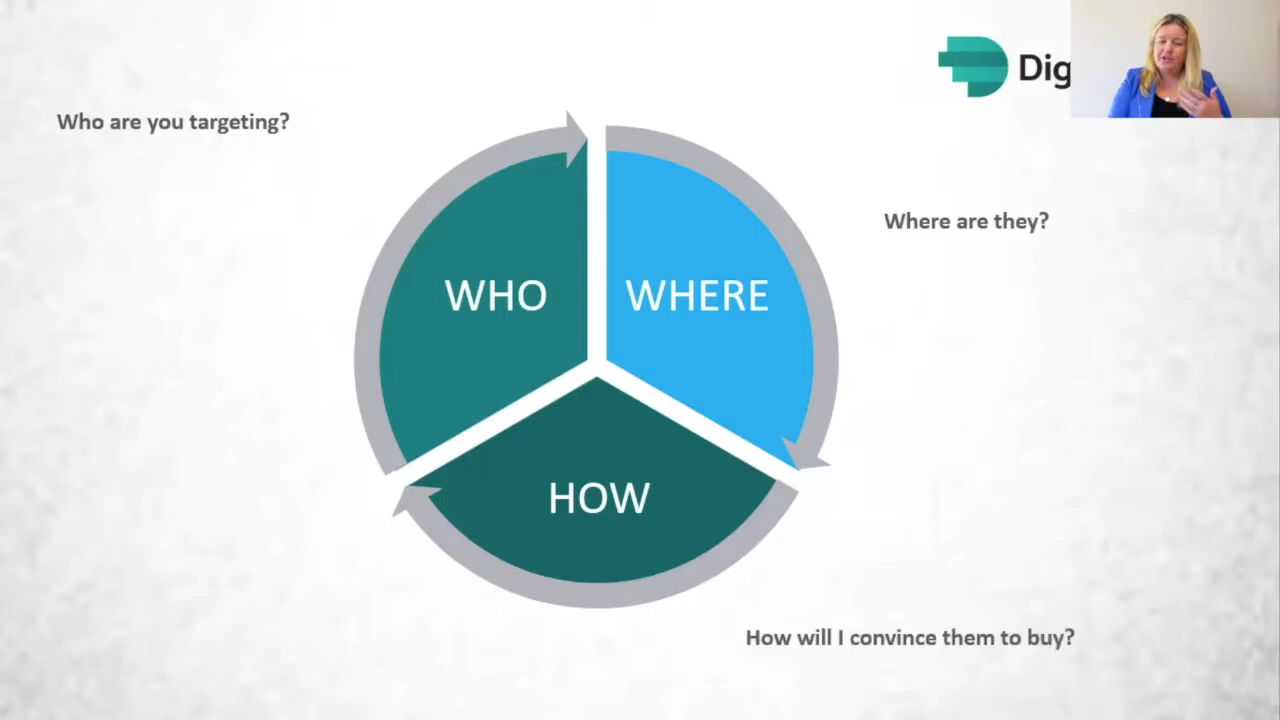 Dig
Who are you targeting?
Where are they?
WHO
WHERE
HOW
How will I convince them to buy?